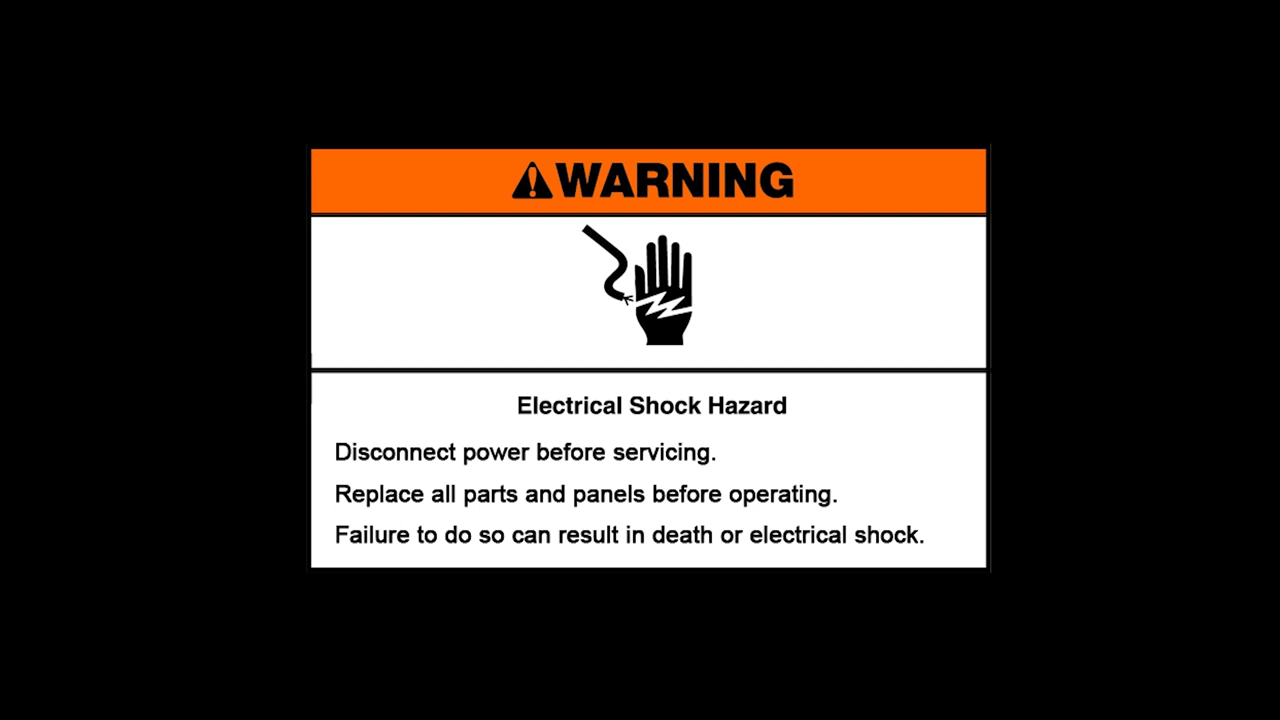 WARNING
Electrical Shock Hazard
Disconnect power before servicing.
Replace all parts and panels before operating.
Failure to do so can result in death or electrical shock.